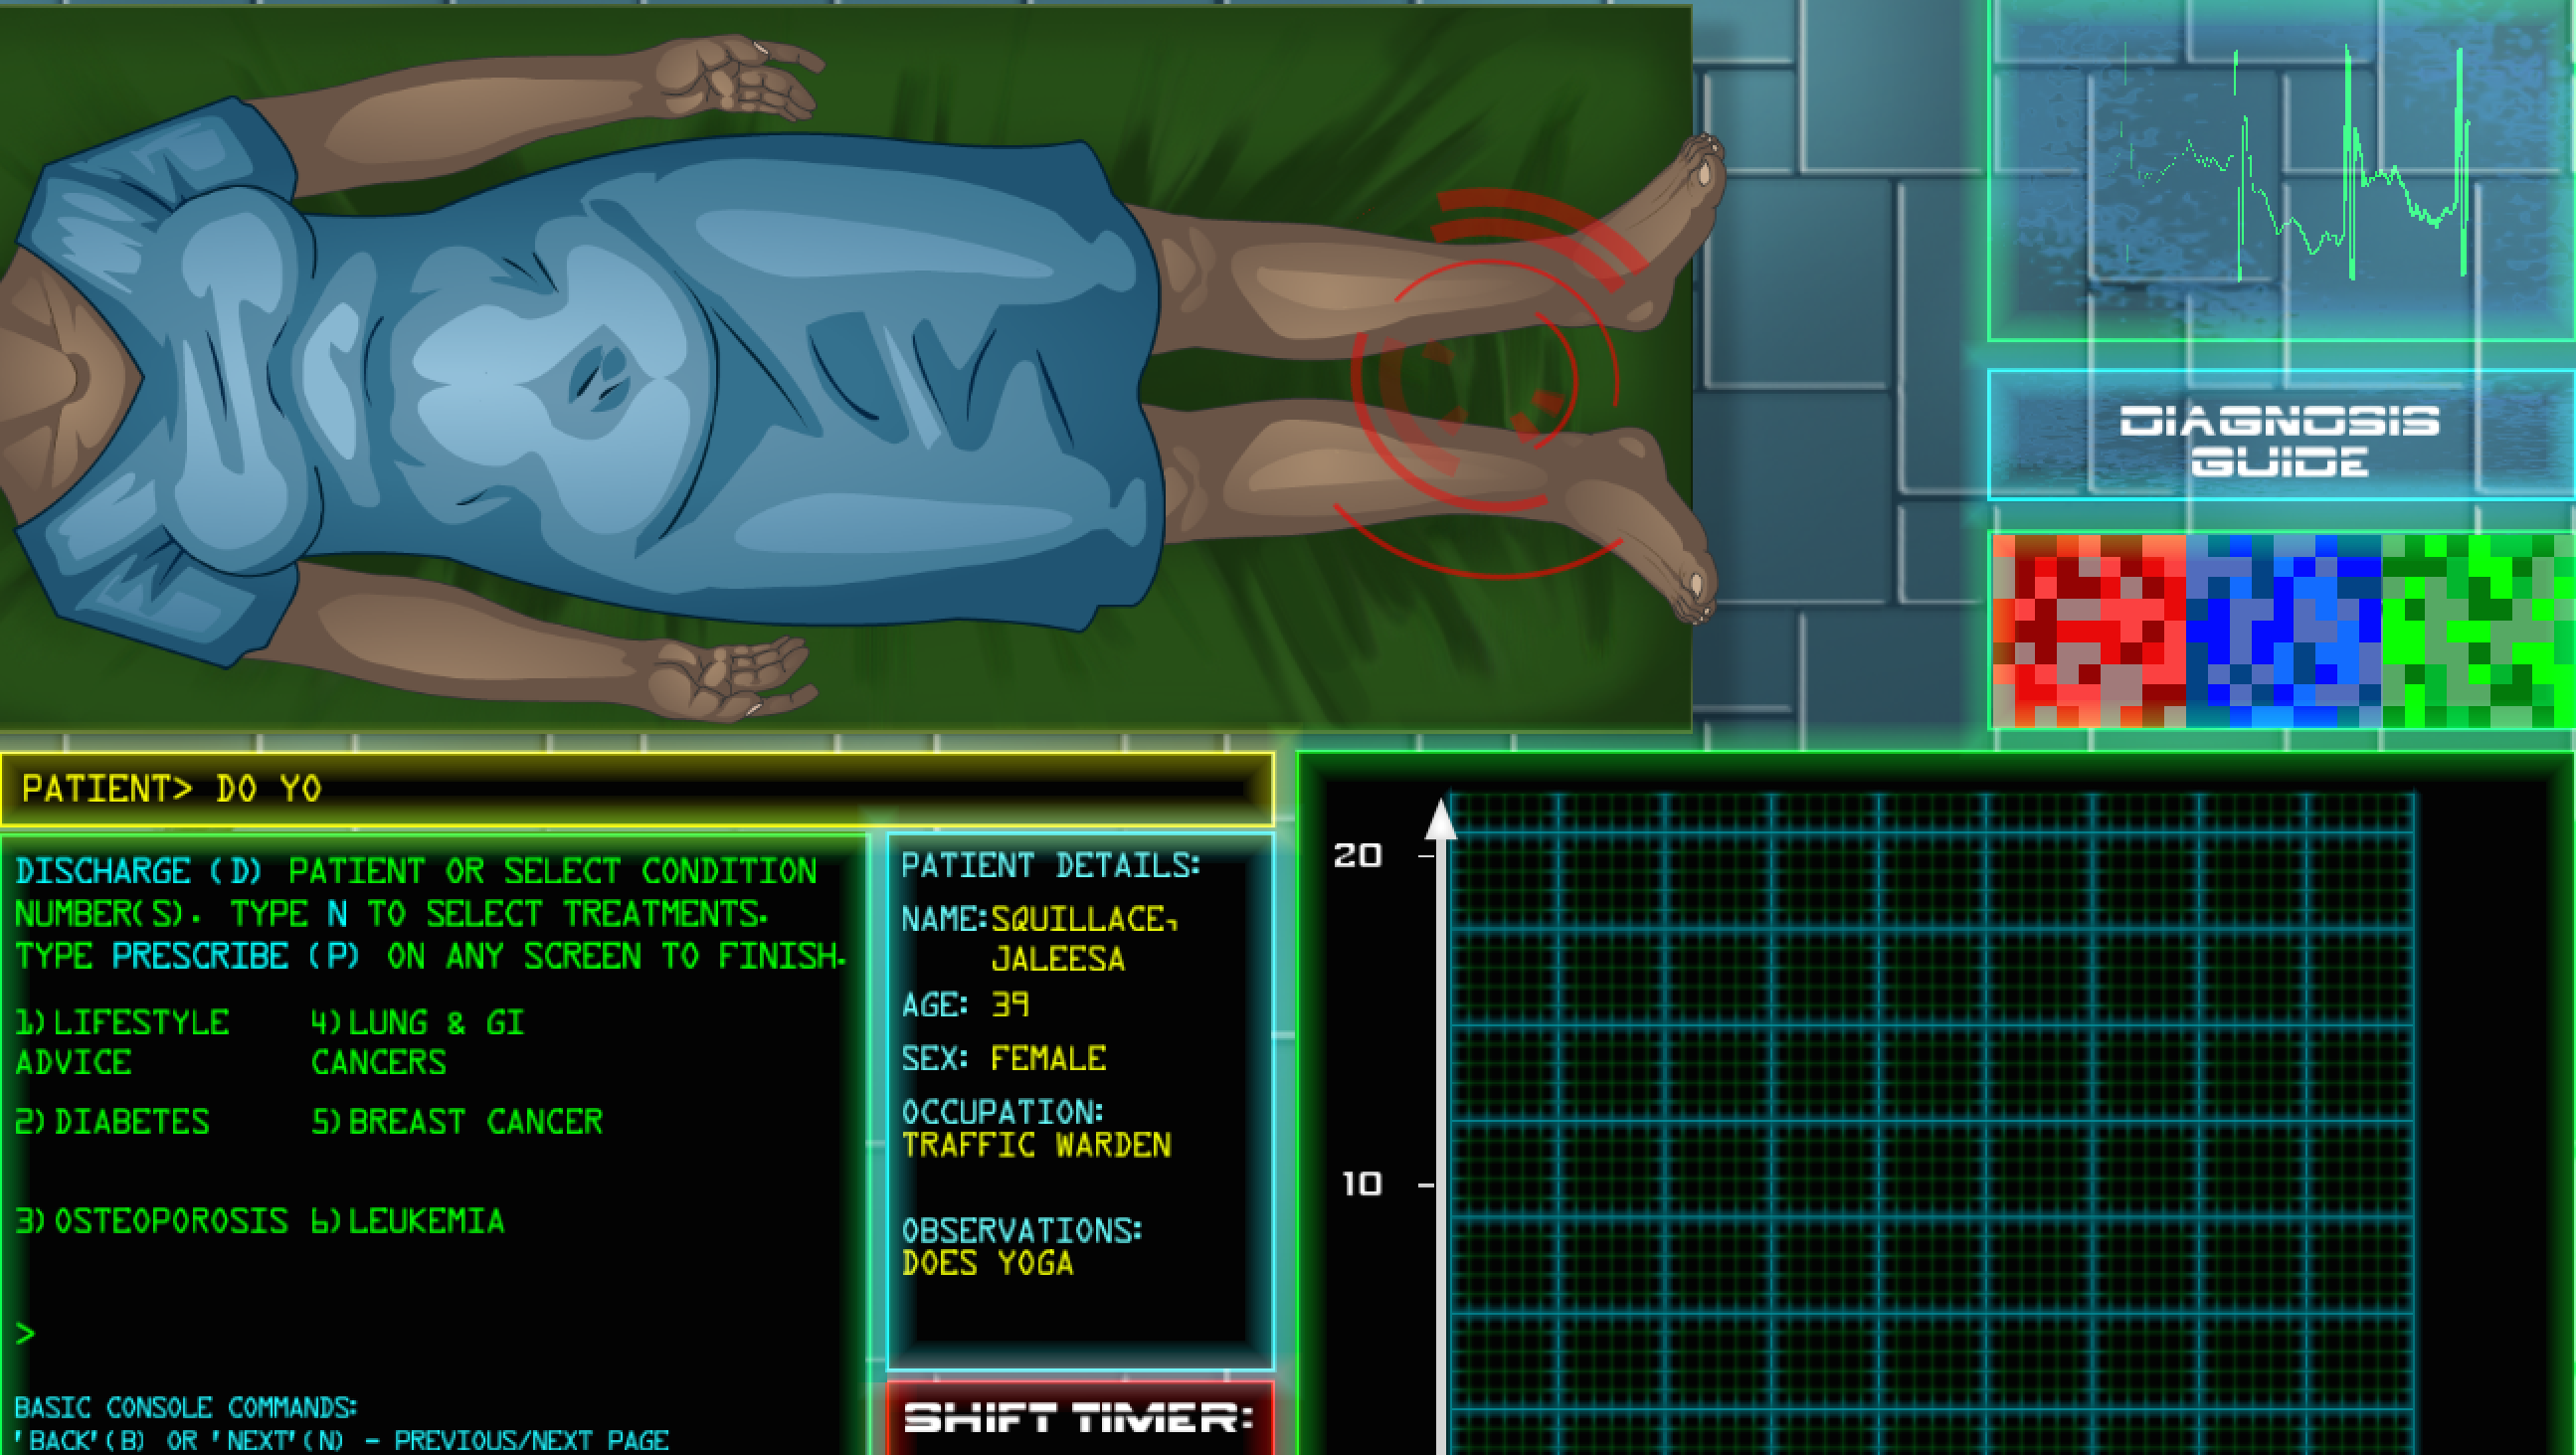 DIAGNOSIS
GUIDE
PATIENT> DO YO
DISCHARGE (D) PATIENT OR SELECT CONDITION
NUMBER(S). TYPE N TO SELECT TREATMENTS.
TYPE PRESCRIBE (P) ON ANY SCREEN TO FINISH.
1) LIFESTYLE
ADVICE
4) LUNG & GI
CANCERS
2) DIABETES
5) BREAST CANCER
3) OSTEOPOROSIS
6) LEUKEMIA
>
BASIC CONSOLE COMMANDS:
'BACK'(B) OR 'NEXT'(N) - PREVIOUS/NEXT PAGE
PATIENT DETAILS:
NAME: SQUILLACE,
JALEESA
AGE: 39
SEX: FEMALE
OCCUPATION:
TRAFFIC WARDEN
OBSERVATIONS:
DOES YOGA
SHIFT TIMER:
20
10